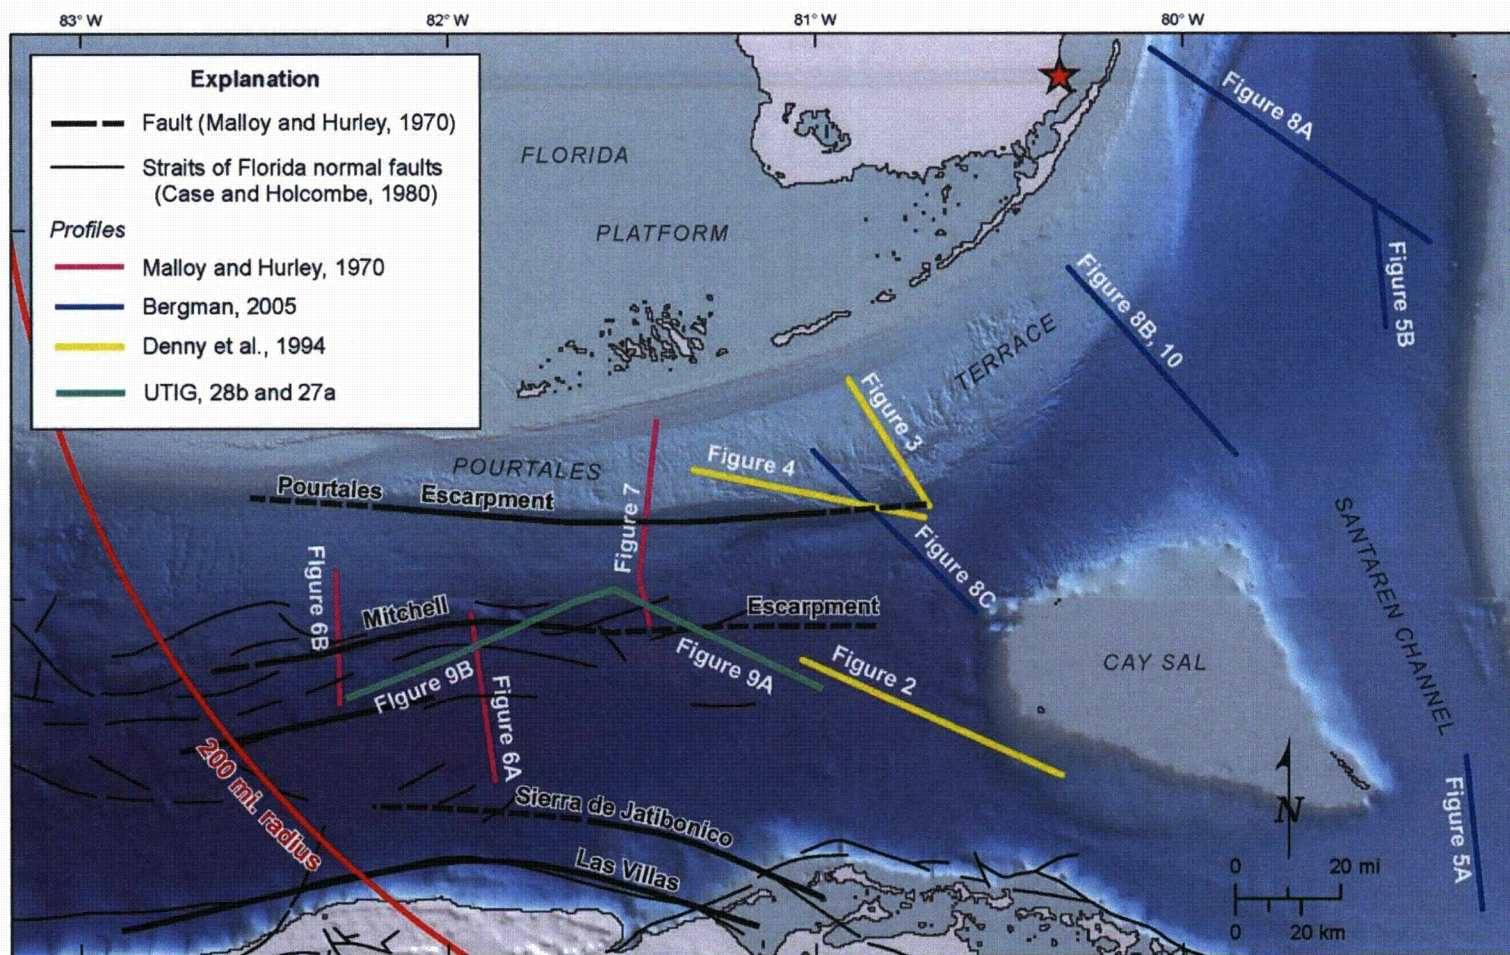 83° W
82° W
81° W
80° W
Explanation
Fault (Malloy and Hurley, 1970)
Straits of Florida normal faults
(Case and Holcombe, 1980)
Profiles
Malloy and Hurley, 1970
Bergman, 2005
Denny et al., 1994
UTIG, 28b and 27a
FLORIDA
PLATFORM
Figure 8A
Figure 5B
Figure 8B, 10
TERRACE
Figure 3
Figure 4
POURTALES
Pourtales Escarpment
Figure 7
Figure 8C
SANTAREN CHANNEL
Figure 6B
Mitchell
Escarpment
CAY SAL
Figure 9B
Figure 9A
Figure 2
Figure 6A
200 mi. radius
Sierra de Jatibonico
Las Villas
N
Figure 5A
0 20 mi
0 20 km